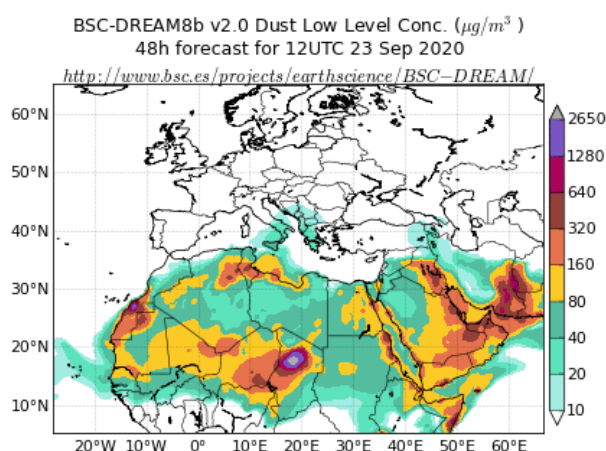 BSC-DREAM8b v2.0 Dust Low Level Conc. (μg/m³ )
48h forecast for 12UTC 23 Sep 2020
http://www.bsc.es/projects/earthscience/BSC−DREAM/
60°N
50°N
40°N
30°N
20°N
10°N
20°W 10°W 0° 10°E 20°E 30°E 40°E 50°E 60°E
2650
1280
640
320
160
80
40
20
10